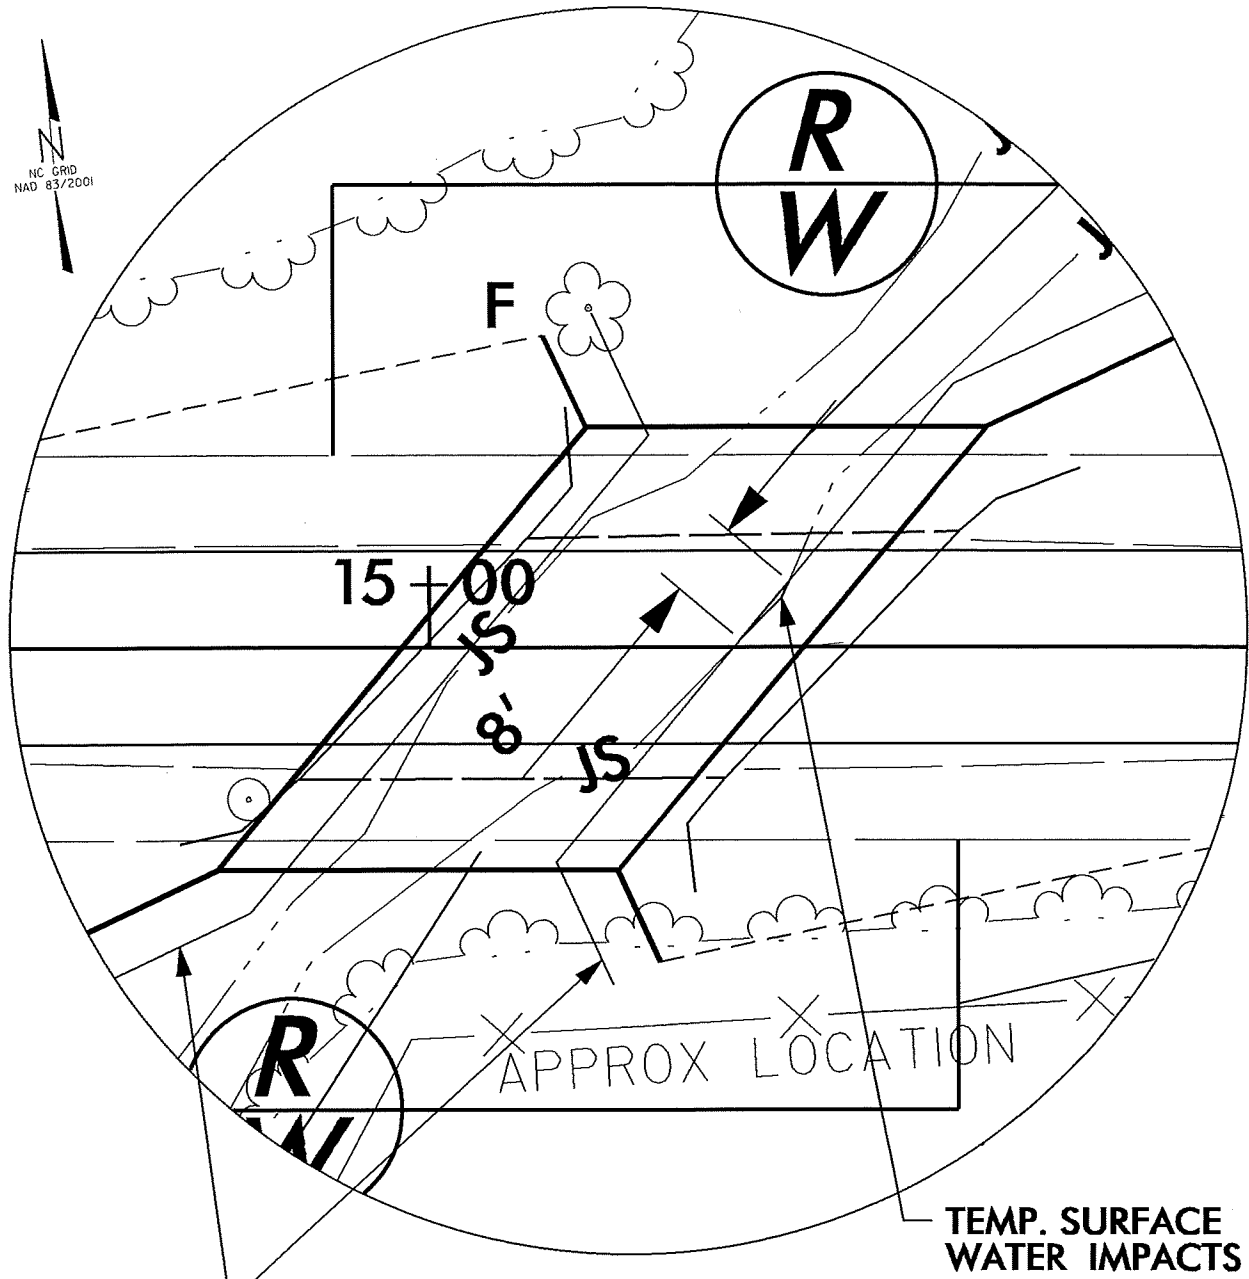 R
W
J
J
N
NC GRID
NAD 83/2001
F
15+00
JS
8'
JS
R
W
APPROX LOCATION
TEMP. SURFACE
WATER IMPACTS